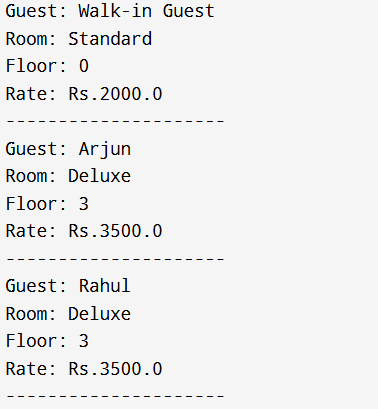 Guest: Walk-in Guest
Room: Standard
Floor: 0
Rate: Rs.2000.0
---------------------
Guest: Arjun
Room: Deluxe
Floor: 3
Rate: Rs.3500.0
---------------------
Guest: Rahul
Room: Deluxe
Floor: 3
Rate: Rs.3500.0
---------------------